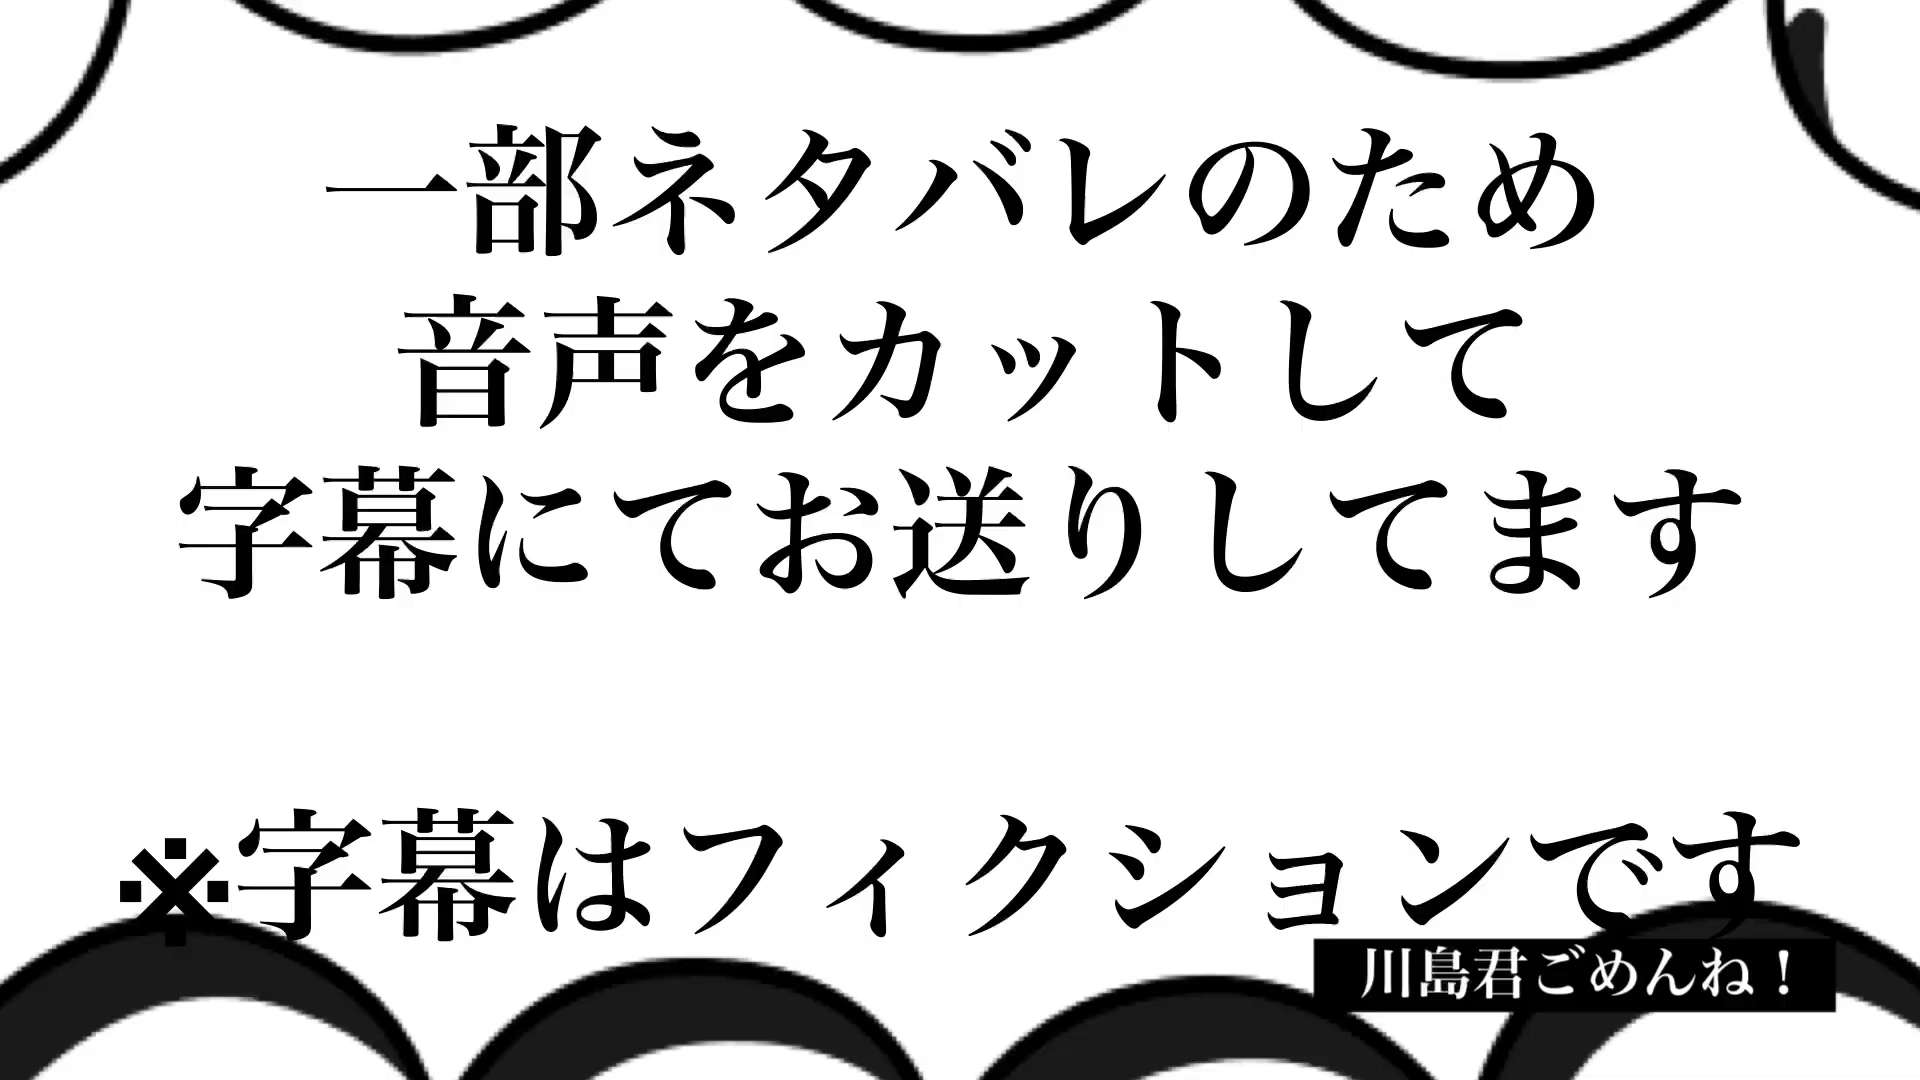 一部ネタバレのため
音声をカットして
字幕にてお送りしてます
※字幕はフィクションです
川島君ごめんね！